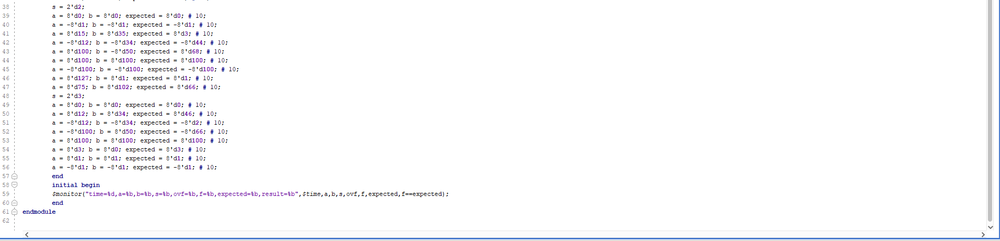 38 s = 2'd2;
39 a = 8'd0; b = 8'd0; expected = 8'd0; # 10;
40 a = -8'd1; b = -8'd1; expected = -8'd1; # 10;
41 a = 8'd15; b = 8'd35; expected = 8'd3; # 10;
42 a = -8'd12; b = -8'd34; expected = -8'd44; # 10;
43 a = 8'd100; b = -8'd50; expected = 8'd68; # 10;
44 a = 8'd100; b = 8'd100; expected = 8'd100; # 10;
45 a = -8'd100; b = -8'd100; expected = -8'd100; # 10;
46 a = 8'd127; b = 8'd1; expected = 8'd1; # 10;
47 a = 8'd75; b = 8'd102; expected = 8'd66; # 10;
48 s = 2'd3;
49 a = 8'd0; b = 8'd0; expected = 8'd0; # 10;
50 a = 8'd12; b = 8'd34; expected = 8'd46; # 10;
51 a = -8'd12; b = -8'd34; expected = -8'd2; # 10;
52 a = -8'd100; b = 8'd50; expected = -8'd66; # 10;
53 a = 8'd100; b = 8'd100; expected = 8'd100; # 10;
54 a = 8'd3; b = 8'd0; expected = 8'd3; # 10;
55 a = 8'd1; b = 8'd1; expected = 8'd1; # 10;
56 a = -8'd1; b = -8'd1; expected = -8'd1; # 10;
57 end
58 initial begin
59 $monitor("time=%d,a=%b,b=%b,s=%b,ovf=%b,f=%b,expected=%b,result=%b",$time,a,b,s,ovf,f,expected,f==expected);
60 end
61 endmodule
62